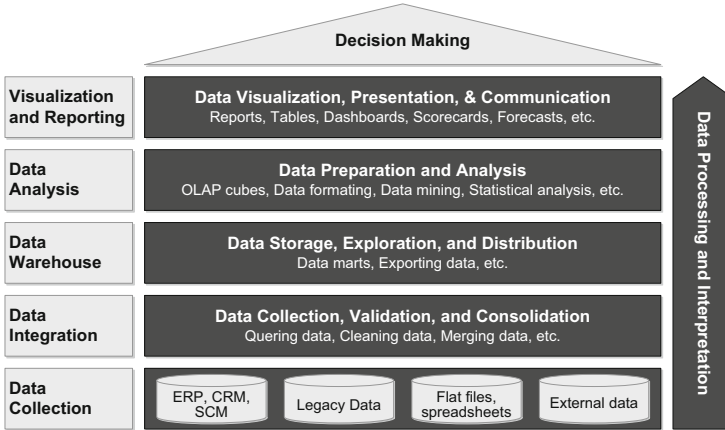 Decision Making
Visualization
and Reporting
Data Visualization, Presentation, & Communication
Reports, Tables, Dashboards, Scorecards, Forecasts, etc.
Data
Analysis
Data Preparation and Analysis
OLAP cubes, Data formating, Data mining, Statistical analysis, etc.
Data
Warehouse
Data Storage, Exploration, and Distribution
Data marts, Exporting data, etc.
Data
Integration
Data Collection, Validation, and Consolidation
Quering data, Cleaning data, Merging data, etc.
Data
Collection
ERP, CRM,
SCM
Legacy Data
Flat files,
spreadsheets
External data
Data Processing and Interpretation